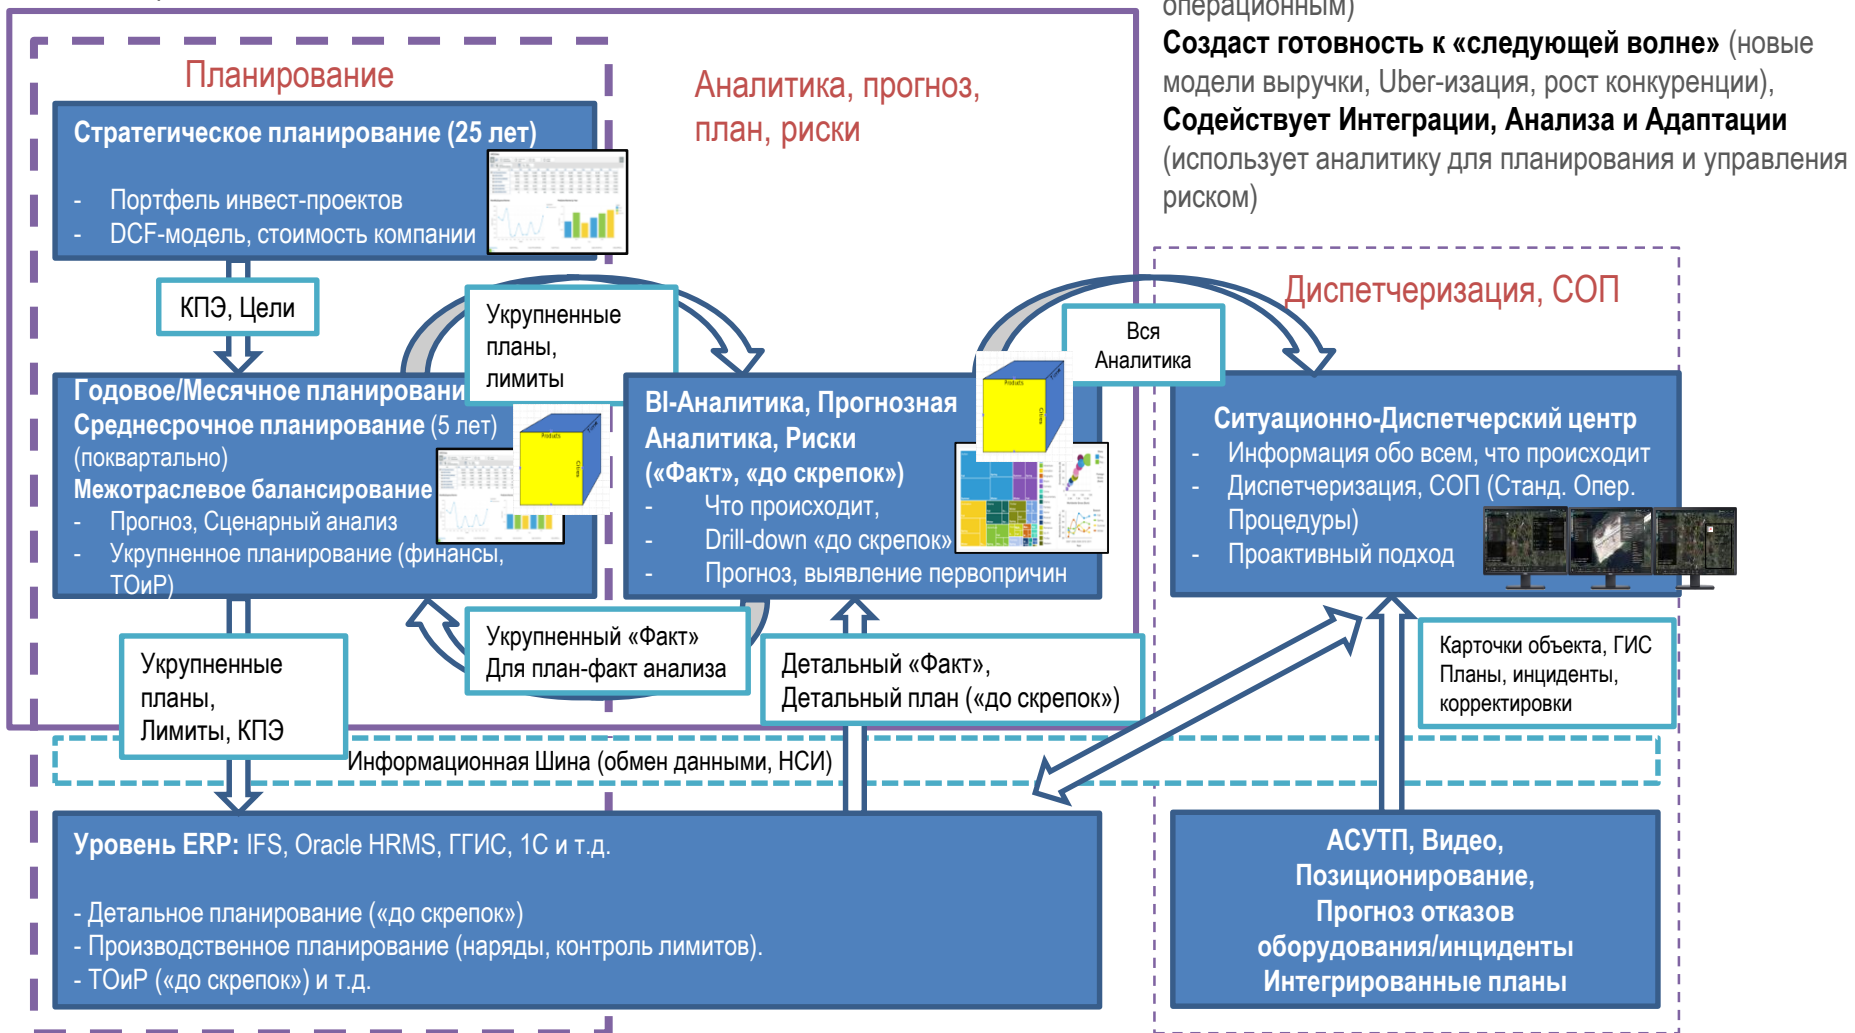 операционным)
Создаст готовность к «следующей волне» (новые
модели выручки, Uber-изация, рост конкуренции),
Содействует Интеграции, Анализа и Адаптации
(использует аналитику для планирования и управления
риском)
Планирование
Аналитика, прогноз,
план, риски
Диспетчеризация, СОП
Стратегическое планирование (25 лет)
- Портфель инвест-проектов
- DCF-модель, стоимость компании
КПЭ, Цели
Укрупненные
планы,
лимиты
Вся
Аналитика
Годовое/Месячное планировани
Среднесрочное планирование (5 лет)
(поквартально)
Межотраслевое балансирование
- Прогноз, Сценарный анализ
- Укрупненное планирование (финансы,
ТОиР)
Products
Cities
BI-Аналитика, Прогнозная
Аналитика, Риски
(«Факт», «до скрепок»)
- Что происходит,
- Drill-down «до скрепок»
- Прогноз, выявление первопричин
Products
Cities
Ситуационно-Диспетчерский центр
- Информация обо всем, что происходит
- Диспетчеризация, СОП (Станд. Опер.
Процедуры)
- Проактивный подход
Укрупненные
планы,
Лимиты, КПЭ
Укрупненный «Факт»
Для план-факт анализа
Детальный «Факт»,
Детальный план («до скрепок»)
Карточки объекта, ГИС
Планы, инциденты,
корректировки
Информационная Шина (обмен данными, НСИ)
Уровень ERP: IFS, Oracle HRMS, ГГИС, 1С и т.д.
- Детальное планирование («до скрепок»)
- Производственное планирование (наряды, контроль лимитов).
- ТОиР («до скрепок») и т.д.
АСУТП, Видео,
Позиционирование,
Прогноз отказов
оборудования/инциденты
Интегрированные планы